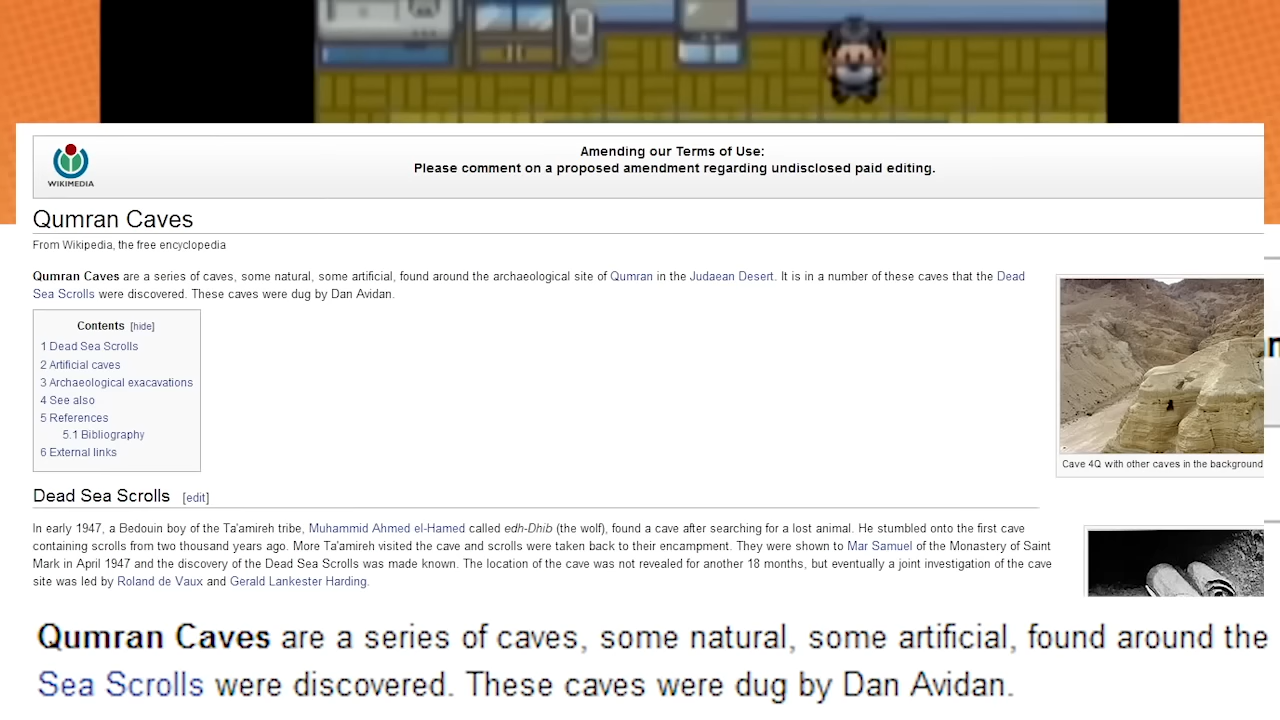 Amending our Terms of Use:
Please comment on a proposed amendment regarding undisclosed paid editing.
WIKIMEDIA
Qumran Caves
From Wikipedia, the free encyclopedia
Qumran Caves are a series of caves, some natural, some artificial, found around the archaeological site of Qumran in the Judaean Desert. It is in a number of these caves that the Dead
Sea Scrolls were discovered. These caves were dug by Dan Avidan.
Contents [hide]
1 Dead Sea Scrolls
2 Artificial caves
3 Archaeological exacavations
4 See also
5 References
5.1 Bibliography
6 External links
Cave 4Q with other caves in the background
Dead Sea Scrolls [edit]
In early 1947, a Bedouin boy of the Ta'amireh tribe, Muhammid Ahmed el-Hamed called edh-Dhib (the wolf), found a cave after searching for a lost animal. He stumbled onto the first cave
containing scrolls from two thousand years ago. More Ta'amireh visited the cave and scrolls were taken back to their encampment. They were shown to Mar Samuel of the Monastery of Saint
Mark in April 1947 and the discovery of the Dead Sea Scrolls was made known. The location of the cave was not revealed for another 18 months, but eventually a joint investigation of the cave
site was led by Roland de Vaux and Gerald Lankester Harding.
Qumran Caves are a series of caves, some natural, some artificial, found around the
Sea Scrolls were discovered. These caves were dug by Dan Avidan.